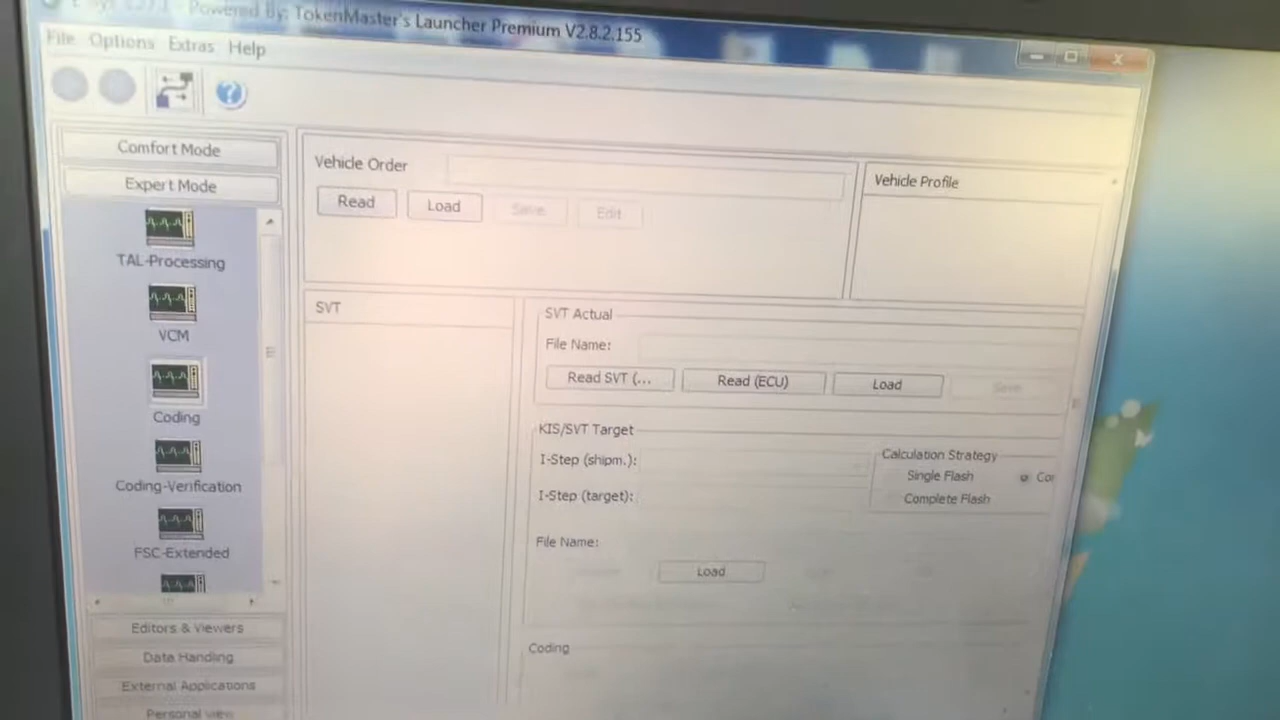 Powered By: TokenMaster's Launcher Premium V2.8.2.155
File Options Extras Help
Comfort Mode
Expert Mode
TAL-Processing
VCM
Coding
Coding-Verification
FSC-Extended
Editors & Viewers
Data Handling
External Applications
Personal view
Vehicle Order
Read Load Save Edit
Vehicle Profile
SVT
SVT Actual
File Name:
Read SVT (... Read (ECU) Load Save
KIS/SVT Target
I-Step (shipm.):
I-Step (target):
Calculation Strategy
Single Flash Cor
Complete Flash
File Name:
Load
Coding